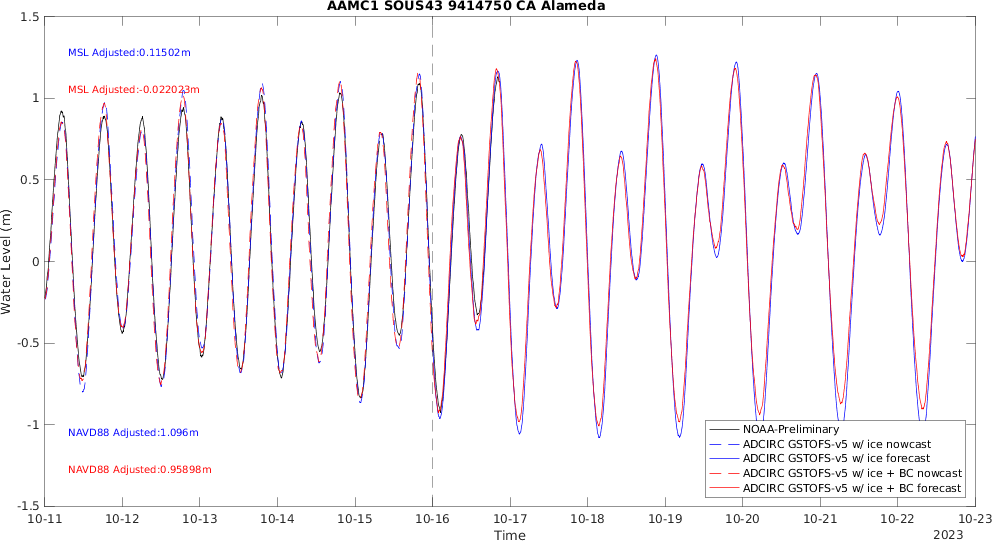 AAMC1 SOUS43 9414750 CA Alameda
1.5
1
0.5
0
-0.5
-1
-1.5
Water Level (m)
MSL Adjusted:0.11502m
MSL Adjusted:-0.022023m
NAVD88 Adjusted:1.096m
NAVD88 Adjusted:0.95898m
NOAA-Preliminary
ADCIRC GSTOFS-v5 w/ ice nowcast
ADCIRC GSTOFS-v5 w/ ice forecast
ADCIRC GSTOFS-v5 w/ ice + BC nowcast
ADCIRC GSTOFS-v5 w/ ice + BC forecast
10-11 10-12 10-13 10-14 10-15 10-16 10-17 10-18 10-19 10-20 10-21 10-22 10-23
Time
2023